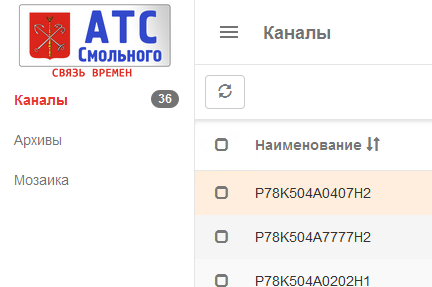 АТС
Смольного
СВЯЗЬ ВРЕМЕН
Каналы 36
Архивы
Мозаика
Каналы
Наименование
P78K504A0407H2
P78K504A7777H2
P78K504A0202H1